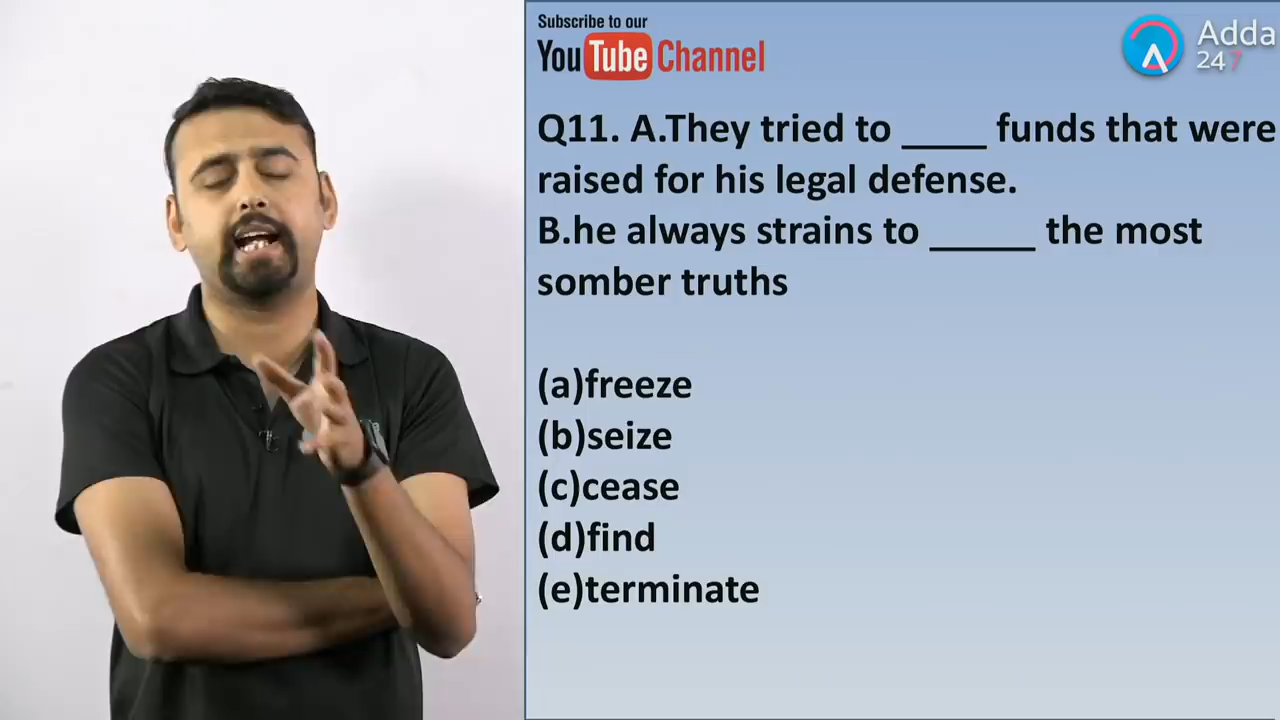 Subscribe to our
YouTube Channel
Adda
247
Q11. A.They tried to ____ funds that were
raised for his legal defense.
B.he always strains to _____ the most
somber truths
(a)freeze
(b)seize
(c)cease
(d)find
(e)terminate